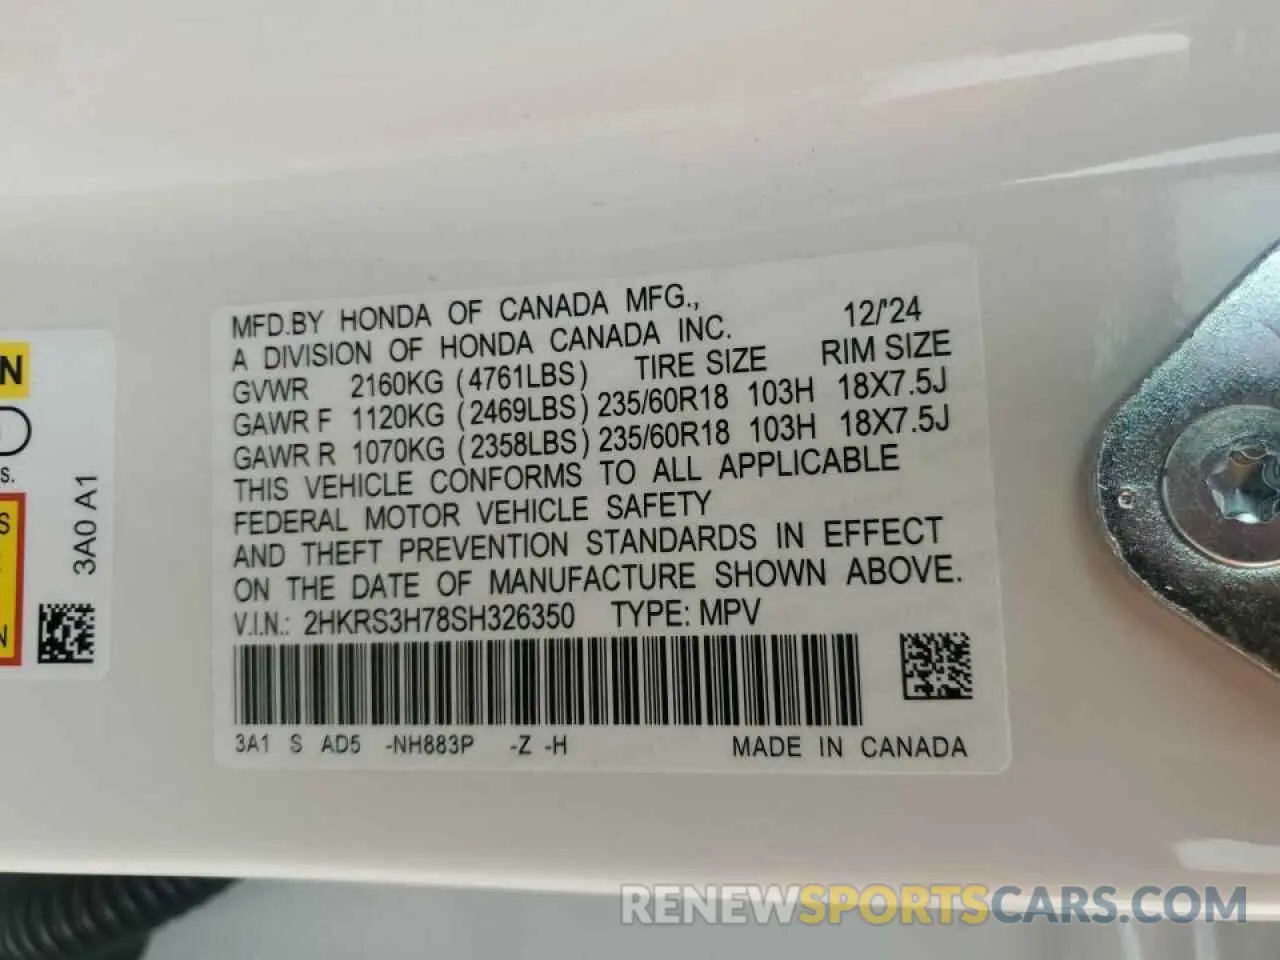 MFD.BY HONDA OF CANADA MFG.,
A DIVISION OF HONDA CANADA INC. 12/'24
GVWR 2160KG (4761LBS) TIRE SIZE RIM SIZE
GAWR F 1120KG (2469LBS) 235/60R18 103H 18X7.5J
GAWR R 1070KG (2358LBS) 235/60R18 103H 18X7.5J
THIS VEHICLE CONFORMS TO ALL APPLICABLE
FEDERAL MOTOR VEHICLE SAFETY
AND THEFT PREVENTION STANDARDS IN EFFECT
ON THE DATE OF MANUFACTURE SHOWN ABOVE.
V.I.N.: 2HKRS3H78SH326350 TYPE: MPV
3A1 S AD5 -NH883P -Z -H MADE IN CANADA
3A0 A1
RENEWSPORTSCARS.COM